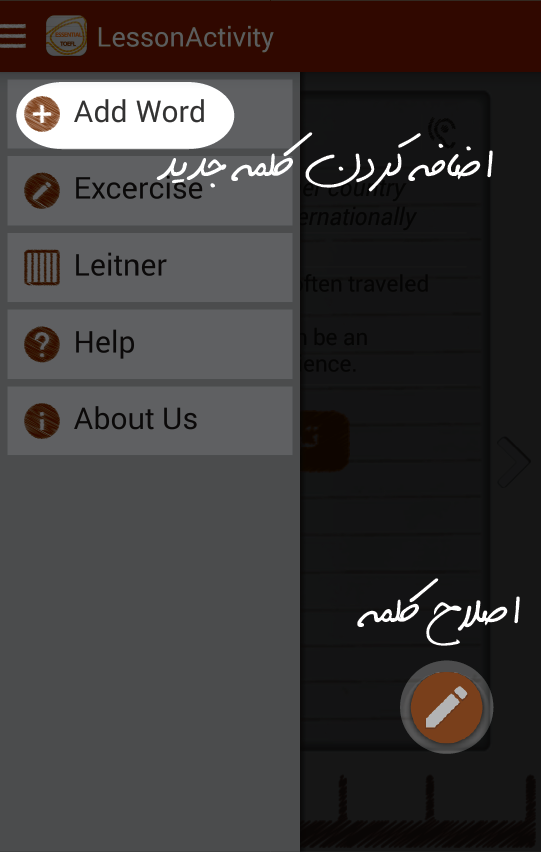 ESSENTIAL
TOEFL
LessonActivity
Add Word
اضافه کردن کلمه جدید
Excercise
country
ernationally
Leitner
ften traveled
Help
be an
ence.
About Us
اصلاح کلمه